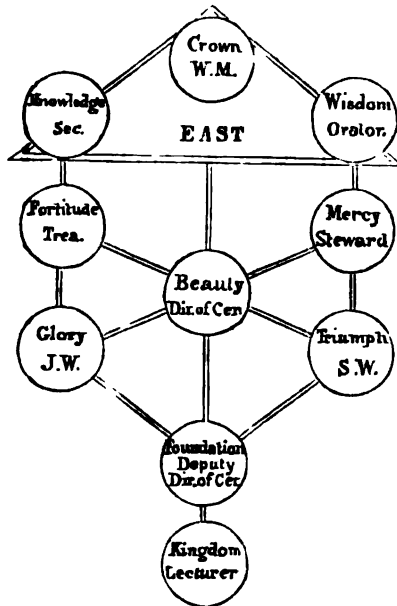 Crown
W.M.
Knowledge
Sec.
Wisdom
Orator.
EAST
Fortitude
Trea.
Mercy
Steward
Beauty
Dir. of Cen
Glory
J.W.
Triumph
S.W.
Foundation
Deputy
Dir. of Cer.
Kingdom
Lecturer